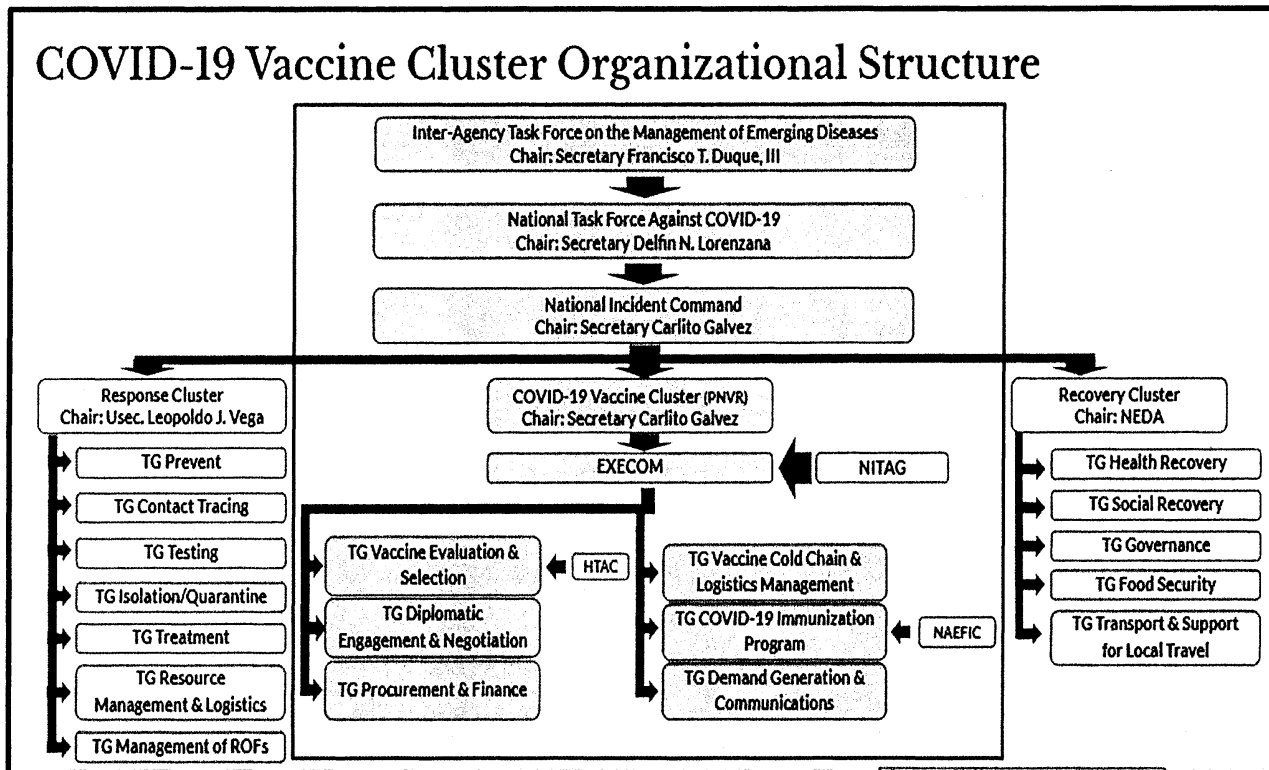 COVID-19 Vaccine Cluster Organizational Structure
Inter-Agency Task Force on the Management of Emerging Diseases
Chair: Secretary Francisco T. Duque, III
National Task Force Against COVID-19
Chair: Secretary Delfin N. Lorenzana
National Incident Command
Chair: Secretary Carlito Galvez
Response Cluster
Chair: Usec. Leopoldo J. Vega
TG Prevent
TG Contact Tracing
TG Testing
TG Isolation/Quarantine
TG Treatment
TG Resource
Management & Logistics
TG Management of ROFs
COVID-19 Vaccine Cluster (PNVR)
Chair: Secretary Carlito Galvez
EXECOM
NITAG
TG Vaccine Evaluation &
Selection
HTAC
TG Diplomatic
Engagement & Negotiation
TG Procurement & Finance
TG Vaccine Cold Chain &
Logistics Management
TG COVID-19 Immunization
Program
NAEFIC
TG Demand Generation &
Communications
Recovery Cluster
Chair: NEDA
TG Health Recovery
TG Social Recovery
TG Governance
TG Food Security
TG Transport & Support
for Local Travel